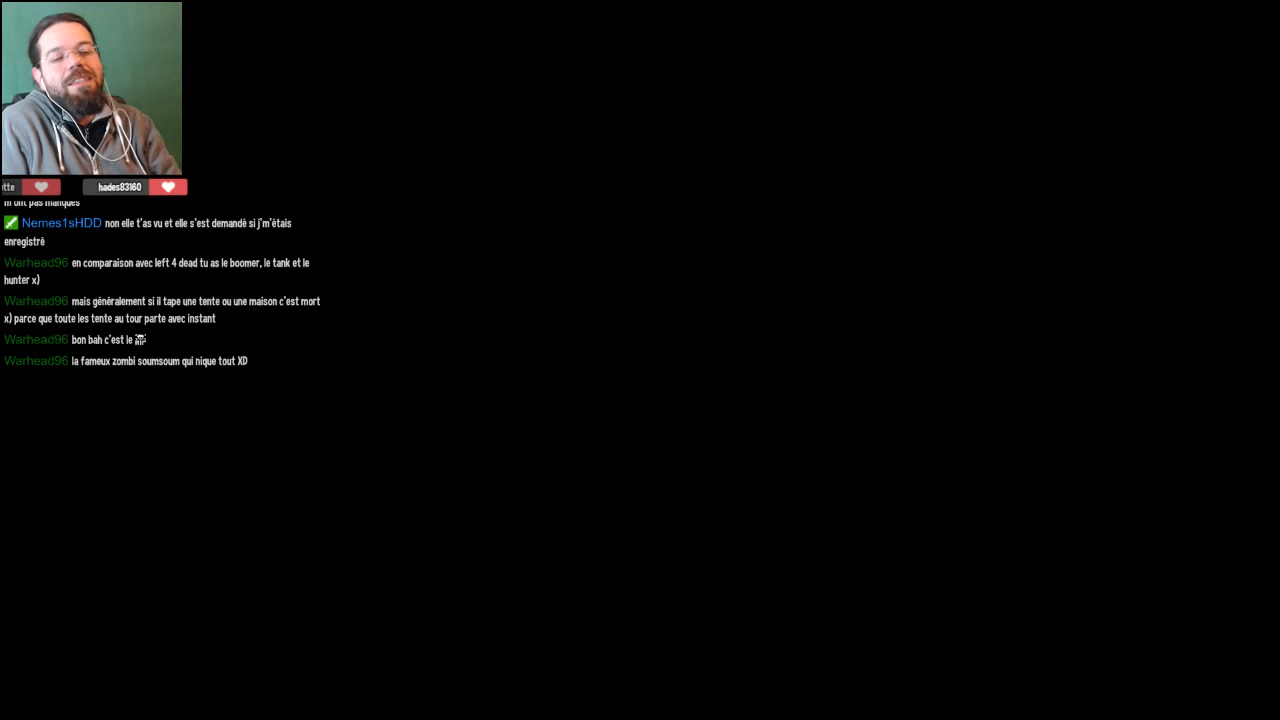 tte
hades83160
m'ont pas manqués
Nemes1sHDD non elle t'as vu et elle s'est demandé si j'm'étais
enregistré
Warhead96 en comparaison avec left 4 dead tu as le boomer, le tank et le
hunter x)
Warhead96 mais généralement si il tape une tente ou une maison c'est mort
x) parce que toute les tente au tour parte avec instant
Warhead96 bon bah c'est le
Warhead96 la fameux zombi soumsoum qui nique tout XD